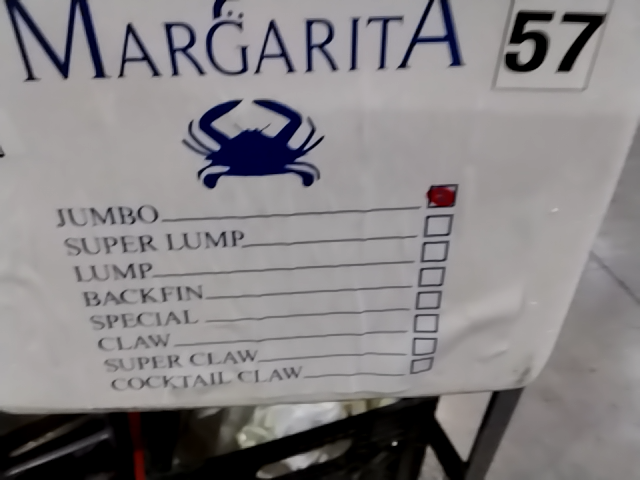 MARGARITA
57
JUMBO
SUPER LUMP
LUMP
BACKFIN
SPECIAL
CLAW
SUPER CLAW
COCKTAIL CLAW